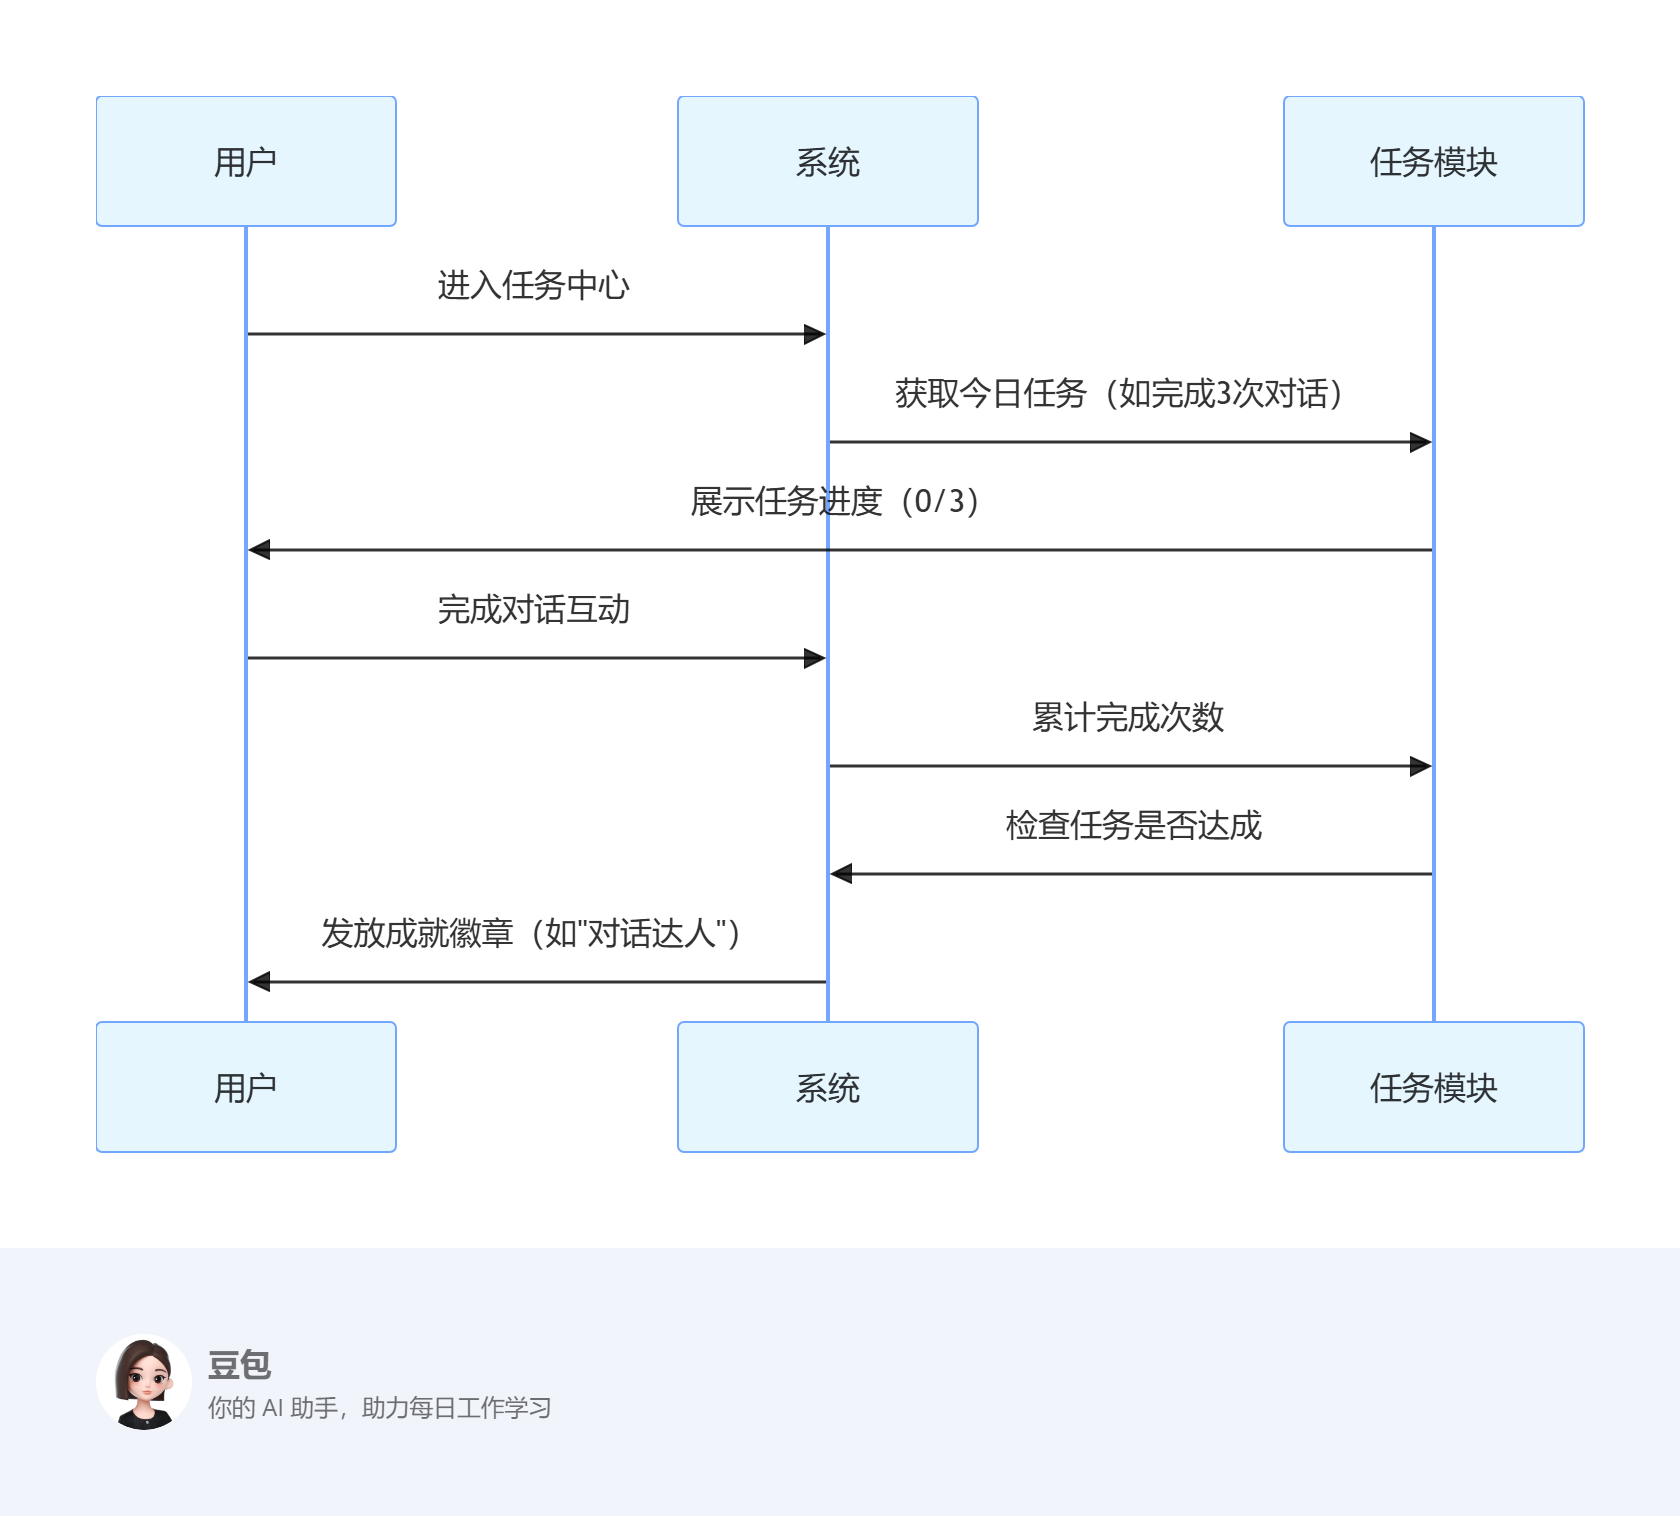 用户
系统
任务模块
进入任务中心
获取今日任务（如完成3次对话）
展示任务进度（0/3）
完成对话互动
累计完成次数
检查任务是否达成
发放成就徽章（如"对话达人"）
用户
系统
任务模块
豆包
你的 AI 助手，助力每日工作学习